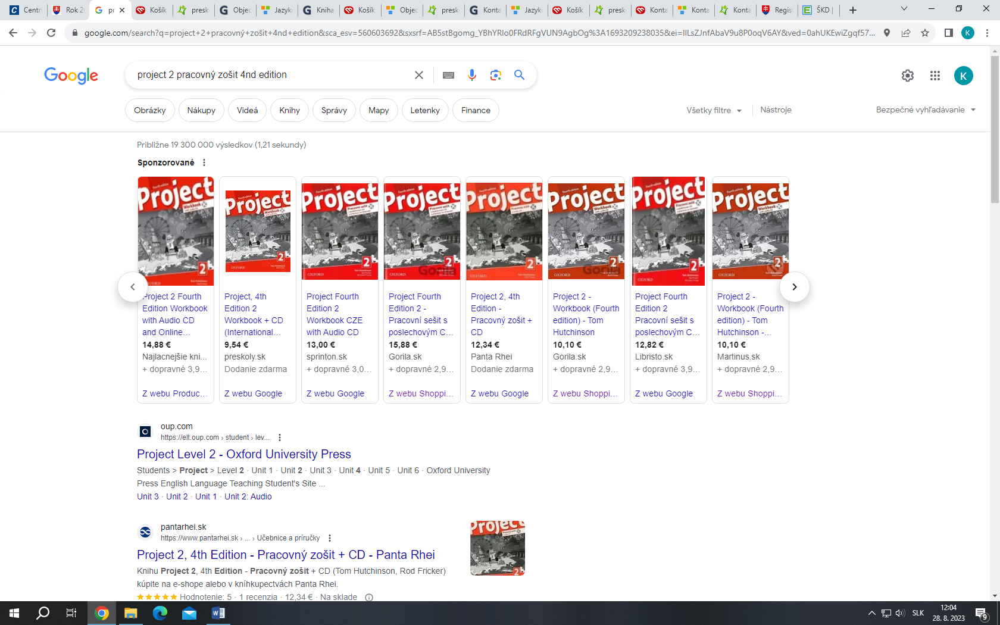 Centru
Rok 2
pr
Košík
presk
Objec
Jazyk
Kniha
Košík
Objec
presk
Konta
Jazyk
Košík
presk
Konta
Konta
Konta
Regis
ŠKD |
google.com/search?q=project+2+pracovný+zošit+4nd+edition&sca_esv=560603692&sxsrf=AB5stBgomg_YBhYRlo0FRdRFgVUN9AgbOg%3A1693209238035&ei=llLsZJnfAbaV9u8P0oqV6AY&ved=0ahUKEwiZgqf57...
K
Google
project 2 pracovný zošit 4nd edition
K
Obrázky
Nákupy
Videá
Knihy
Správy
Mapy
Letenky
Finance
Všetky filtre
Nástroje
Bezpečné vyhľadávanie
Približne 19 300 000 výsledkov (1,21 sekundy)
Sponzorované
Project 2 Fourth
Edition Workbook
with Audio CD
and Online...
14,88 €
Najlacnejšie kni...
+ dopravné 3,9...
Z webu Produc...
Project, 4th
Edition 2
Workbook + CD
(International...
9,54 €
preskoly.sk
Dodanie zdarma
Z webu Google
Project Fourth
Edition 2
Workbook CZE
with Audio CD
13,00 €
sprinton.sk
+ dopravné 3,0...
Z webu Google
Project Fourth
Edition 2 -
Pracovní sešit s
poslechovým C...
15,88 €
Gorila.sk
+ dopravné 2,9...
Z webu Shoppi...
Project 2, 4th
Edition -
Pracovný zošit +
CD
12,34 €
Panta Rhei
Dodanie zdarma
Z webu Google
Project 2 -
Workbook (Fourth
edition) - Tom
Hutchinson
10,10 €
Gorila.sk
+ dopravné 2,9...
Z webu Shoppi...
Project Fourth
Edition 2
Pracovní sešit s
poslechovým C...
12,82 €
Libristo.sk
+ dopravné 3,9...
Z webu Google
Project 2 -
Workbook (Fourth
edition) - Tom
Hutchinson -...
10,10 €
Martinus.sk
+ dopravné 2,9...
Z webu Shoppi...
oup.com
https://elt.oup.com › student › lev...
Project Level 2 - Oxford University Press
Students > Project > Level 2 · Unit 1 · Unit 2 · Unit 3 · Unit 4 · Unit 5 · Unit 6 · Oxford University
Press English Language Teaching Student's Site ...
Unit 3 · Unit 2 · Unit 1 · Unit 2: Audio
pantarhei.sk
https://www.pantarhei.sk › ... › Učebnice a príručky
Project 2, 4th Edition - Pracovný zošit + CD - Panta Rhei
Knihu Project 2, 4th Edition - Pracovný zošit + CD (Tom Hutchinson, Rod Fricker)
kúpite na e-shope alebo v kníhkupectvách Panta Rhei.
Hodnotenie: 5 · 1 recenzia · 12,34 € · Na sklade
SLK
12:04
28. 8. 2023
9